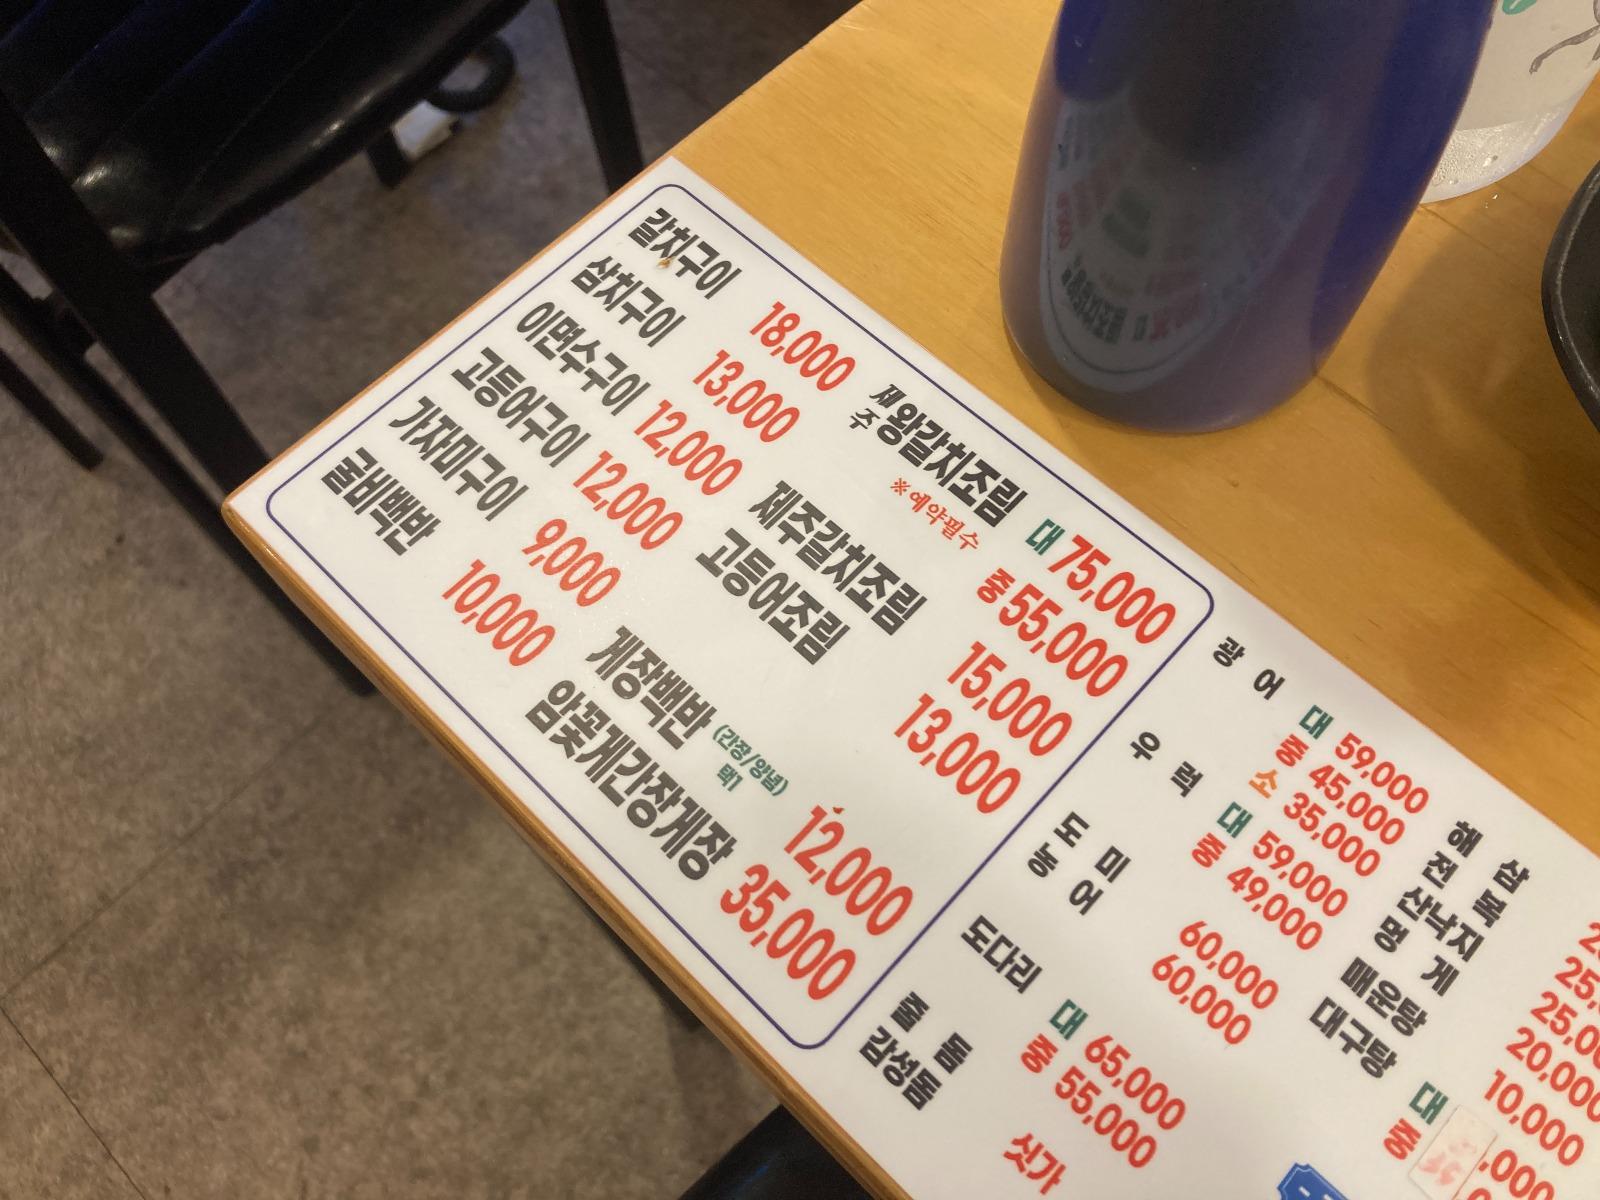 갈치구이 18,000
삼치구이 13,000
이면수구이 12,000
고등어구이 12,000
가자미구이 9,000
굴비백반 10,000
제주왕갈치조림 대 75,000
※예약필수 중 55,000
제주갈치조림 15,000
고등어조림 13,000
게장백반 (간장/양념) 택1 12,000
암꽃게간장게장 35,000
광어 대 59,000
중 45,000
소 35,000
우럭 대 59,000
중 49,000
도미 60,000
농어 60,000
도다리 대 65,000
중 55,000
줄돔
감성돔 싯가
해삼
전복 25,
산낙지 25,00
멍게 20,000
매운탕 10,000
대구탕 대 ,000
중